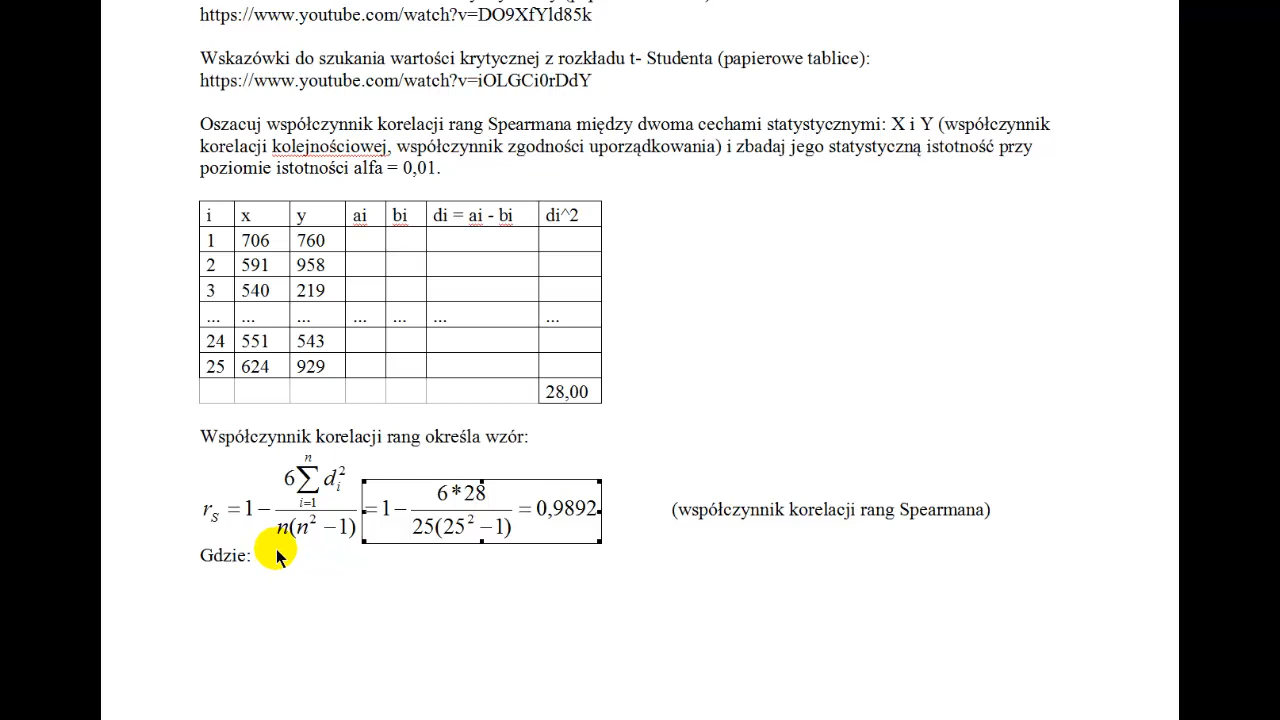 https://www.youtube.com/watch?v=DO9XfYld85k
Wskazówki do szukania wartości krytycznej z rozkładu t- Studenta (papierowe tablice):
https://www.youtube.com/watch?v=iOLGCi0rDdY
Oszacuj współczynnik korelacji rang Spearmana między dwoma cechami statystycznymi: X i Y (współczynnik
korelacji kolejnościowej, współczynnik zgodności uporządkowania) i zbadaj jego statystyczną istotność przy
poziomie istotności alfa = 0,01.
i x y ai bi di = ai - bi di^2
1 706 760
2 591 958
3 540 219
... ... ... ... ... ... ...
24 551 543
25 624 929
28,00
Współczynnik korelacji rang określa wzór:
r_S = 1 - \frac{6\sum_{i=1}^{n} d_i^2}{n(n^2 - 1)} = 1 - \frac{6*28}{25(25^2 - 1)} = 0,9892 (współczynnik korelacji rang Spearmana)
Gdzie: